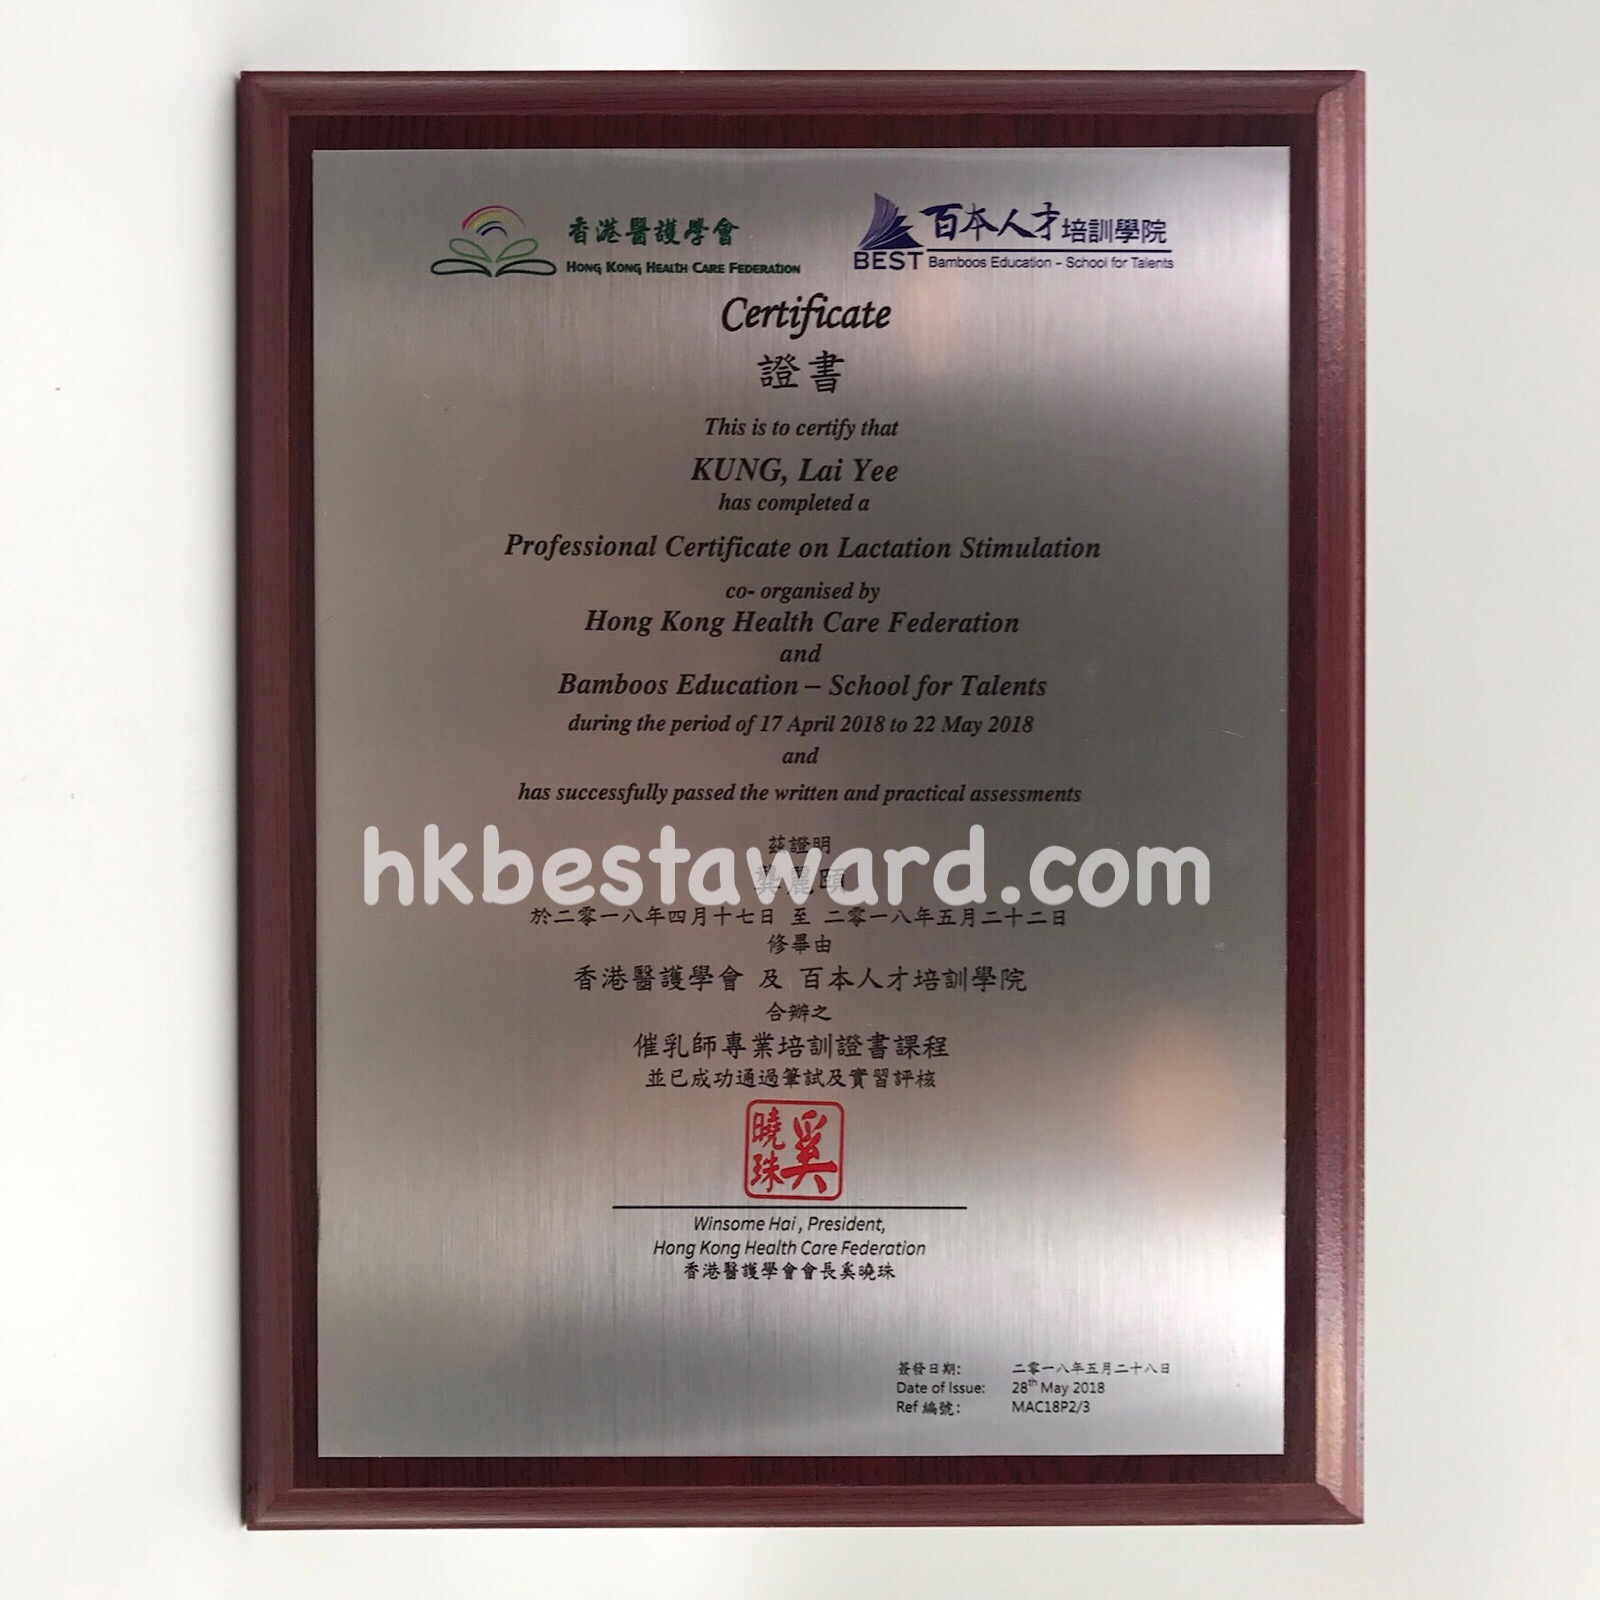 香港醫護學會
HONG KONG HEALTH CARE FEDERATION
百本人才培訓學院
BEST Bamboos Education – School for Talents
Certificate
證書
This is to certify that
KUNG, Lai Yee
has completed a
Professional Certificate on Lactation Stimulation
co- organised by
Hong Kong Health Care Federation
and
Bamboos Education – School for Talents
during the period of 17 April 2018 to 22 May 2018
and
has successfully passed the written and practical assessments
茲證明
hkbestaward.com
龔麗頤
於二零一八年四月十七日 至 二零一八年五月二十二日
修畢由
香港醫護學會 及 百本人才培訓學院
合辦之
催乳師專業培訓證書課程
並已成功通過筆試及實習評核
奚曉珠
Winsome Hai , President,
Hong Kong Health Care Federation
香港醫護學會會長奚曉珠
簽發日期: 二零一八年五月二十八日
Date of Issue: 28th May 2018
Ref 編號: MAC18P2/3